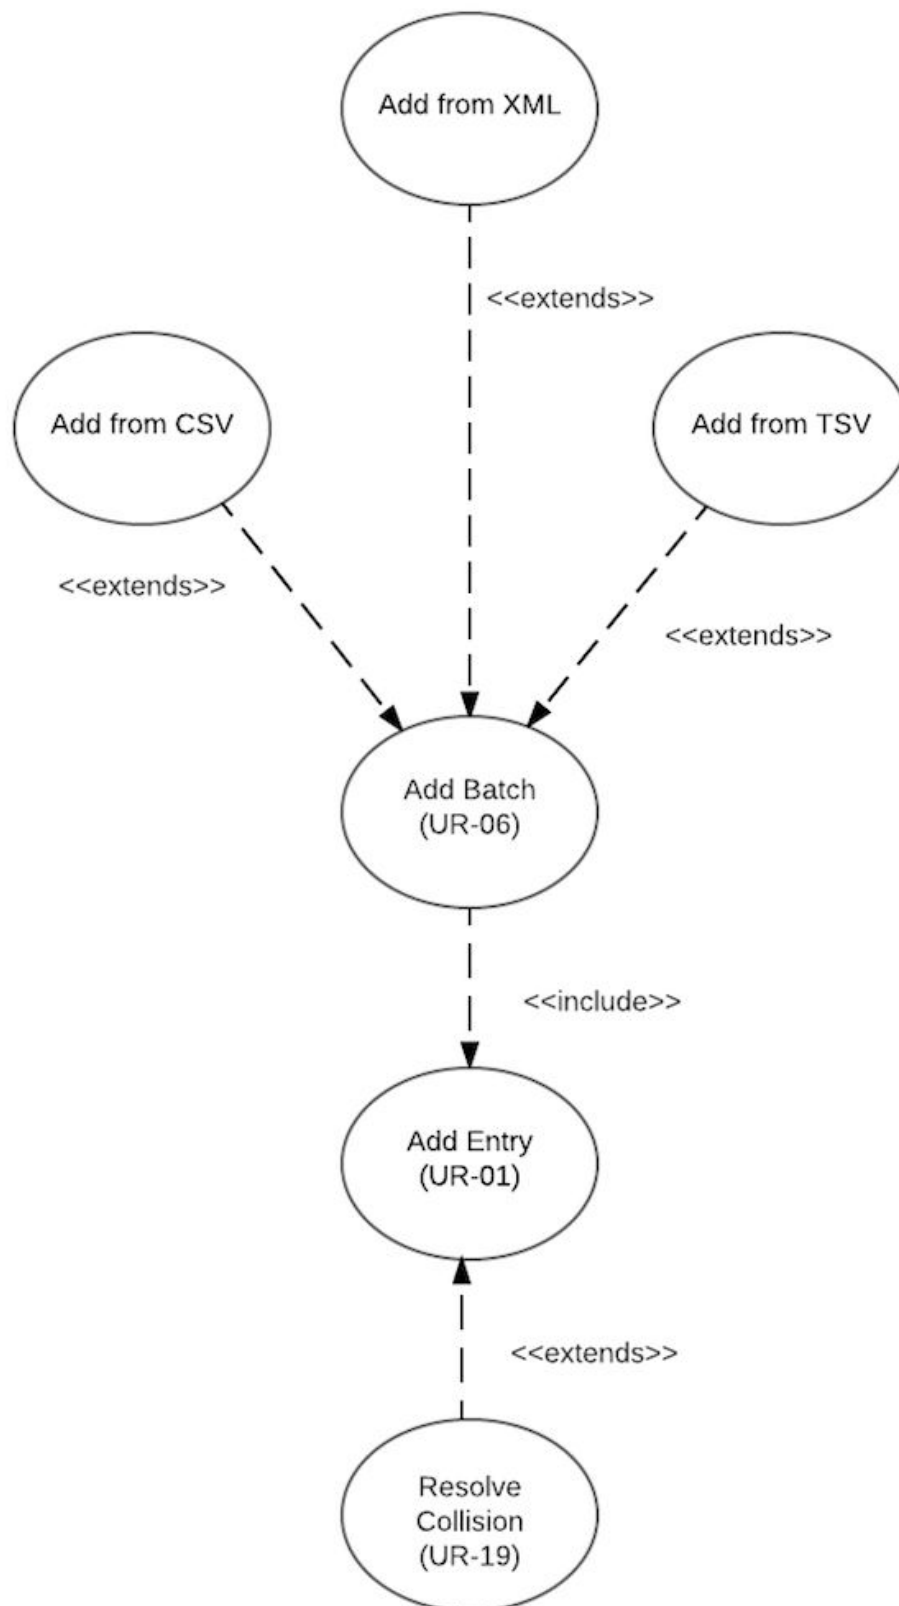 Add from XML
<<extends>>
Add from CSV
Add from TSV
<<extends>>
<<extends>>
Add Batch
(UR-06)
<<include>>
Add Entry
(UR-01)
<<extends>>
Resolve
Collision
(UR-19)